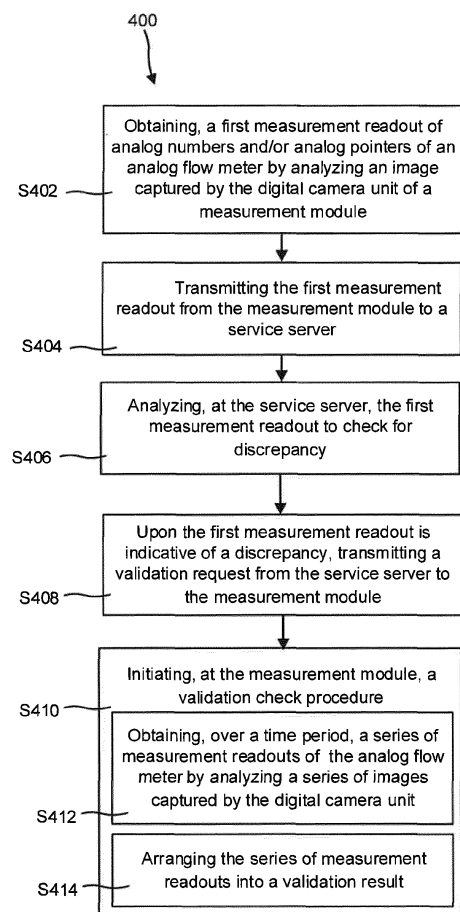 400
Obtaining, a first measurement readout of
analog numbers and/or analog pointers of an
analog flow meter by analyzing an image
captured by the digital camera unit of a
measurement module
S402
Transmitting the first measurement
readout from the measurement module to a
service server
S404
Analyzing, at the service server, the first
measurement readout to check for
discrepancy
S406
Upon the first measurement readout is
indicative of a discrepancy, transmitting a
validation request from the service server to
the measurement module
S408
Initiating, at the measurement module, a
validation check procedure
S410
Obtaining, over a time period, a series of
measurement readouts of the analog flow
meter by analyzing a series of images
captured by the digital camera unit
S412
Arranging the series of measurement
readouts into a validation result
S414